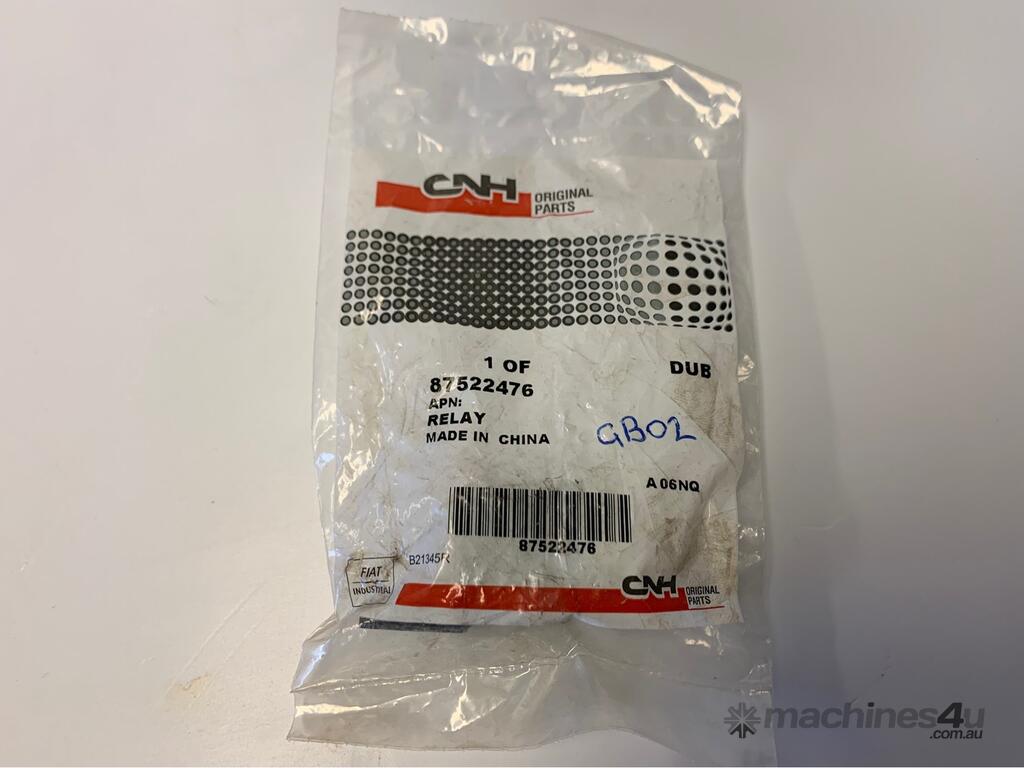 CNH ORIGINAL
PARTS
1 OF DUB
87522476
APN:
RELAY
MADE IN CHINA
GB02
A 06NQ
87522476
B21345R
FIAT
INDUSTRIAL
CNH ORIGINAL
PARTS
machines4u
.com.au